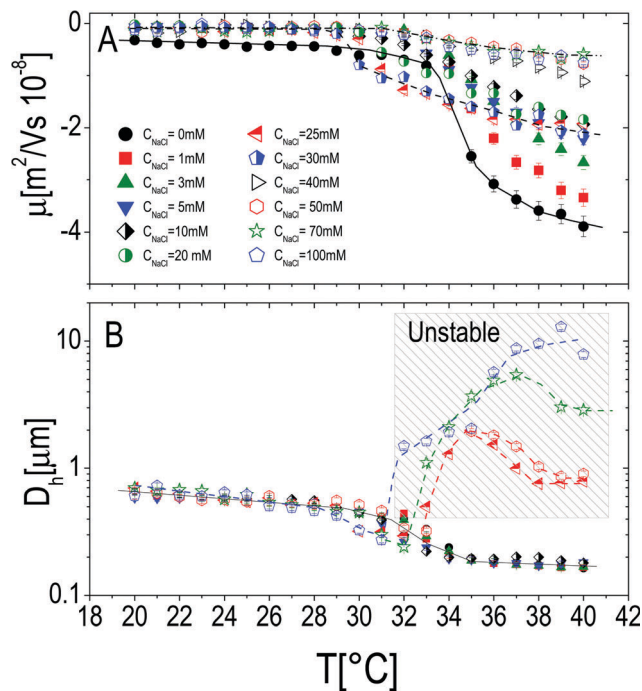 0
-2
-4
μ[m²/Vs 10⁻⁸]
A
C_NaCl = 0mM
C_NaCl = 1mM
C_NaCl = 3mM
C_NaCl = 5mM
C_NaCl = 10mM
C_NaCl = 20 mM
C_NaCl = 25mM
C_NaCl = 30mM
C_NaCl = 40mM
C_NaCl = 50mM
C_NaCl = 70mM
C_NaCl = 100mM
B
Unstable
10
1
0.1
D_h[μm]
18 20 22 24 26 28 30 32 34 36 38 40 42
T[°C]